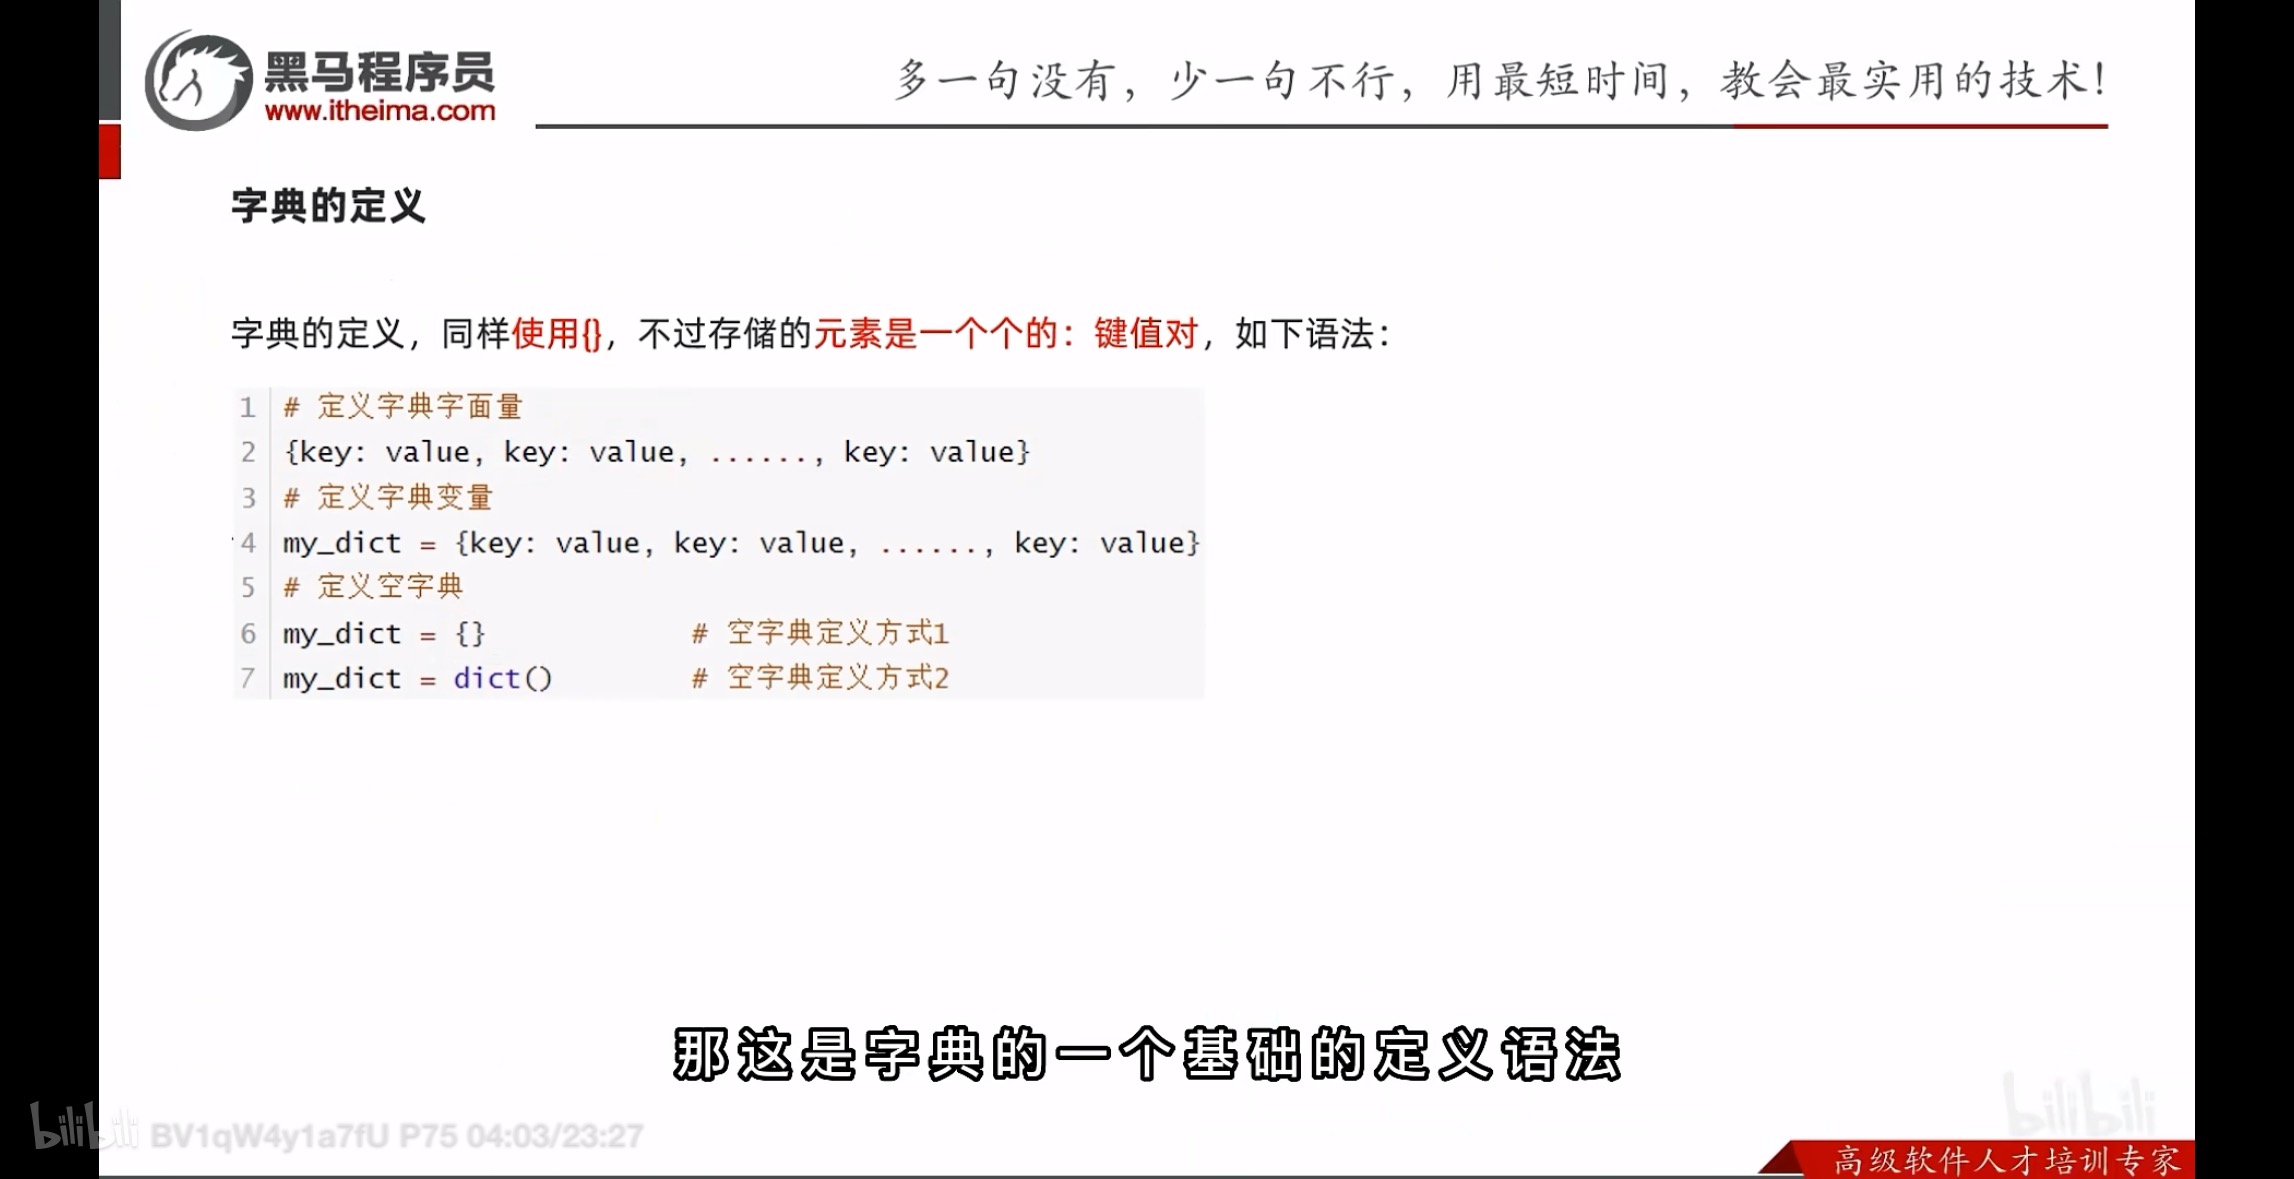 黑马程序员
www.itheima.com
多一句没有，少一句不行，用最短时间，教会最实用的技术！
字典的定义
字典的定义，同样使用{}，不过存储的元素是一个个的：键值对，如下语法：
1 # 定义字典字面量
2 {key: value, key: value, ......, key: value}
3 # 定义字典变量
4 my_dict = {key: value, key: value, ......, key: value}
5 # 定义空字典
6 my_dict = {} # 空字典定义方式1
7 my_dict = dict() # 空字典定义方式2
那这是字典的一个基础的定义语法
bilibili BV1qW4y1a7fU P75 04:03/23:27
bilibili
高级软件人才培训专家